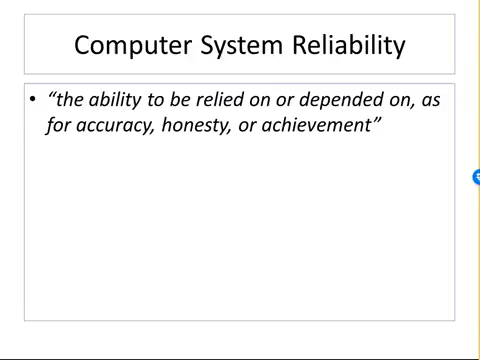 Computer System Reliability
• “the ability to be relied on or depended on, as
for accuracy, honesty, or achievement”